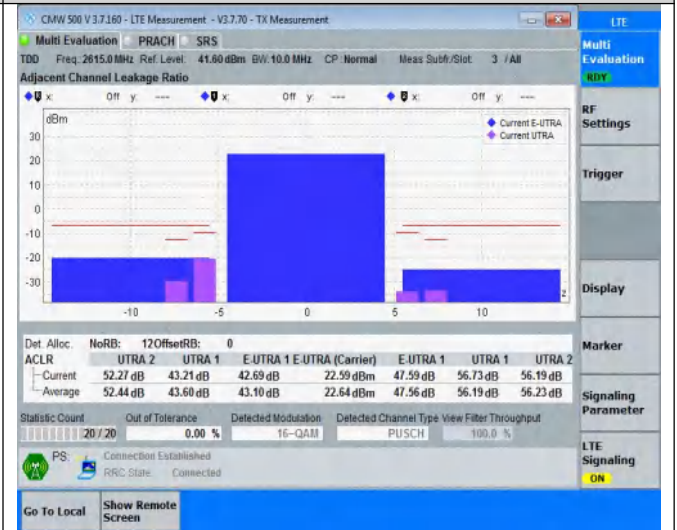 CMW 500 V 3.7.160 - LTE Measurement - V3.7.70 - TX Measurement
LTE
Multi Evaluation PRACH SRS
TDD Freq.:2615.0 MHz Ref. Level: 41.60 dBm BW: 10.0 MHz CP: Normal Meas Subfr./Slot: 3 / All
Multi Evaluation
RDY
Adjacent Channel Leakage Ratio
x: Off y: --- x: Off y: --- x: Off y: ---
dBm
Current E-UTRA
Current UTRA
RF Settings
30
20
10
0
-10
-20
-30
Trigger
Display
z
-10 -5 0 5 10
Det. Alloc. NoRB: 12OffsetRB: 0
ACLR UTRA 2 UTRA 1 E-UTRA 1 E-UTRA (Carrier) E-UTRA 1 UTRA 1 UTRA 2
Current 52.27 dB 43.21 dB 42.69 dB 22.59 dBm 47.59 dB 56.73 dB 56.19 dB
Average 52.44 dB 43.60 dB 43.10 dB 22.64 dBm 47.56 dB 56.19 dB 56.23 dB
Marker
Signaling Parameter
Statistic Count Out of Tolerance Detected Modulation Detected Channel Type View Filter Throughput
20 / 20 0.00 % 16-QAM PUSCH 100.0 %
PS: Connection Established
RRC State: Connected
LTE Signaling
ON
Go To Local
Show Remote Screen